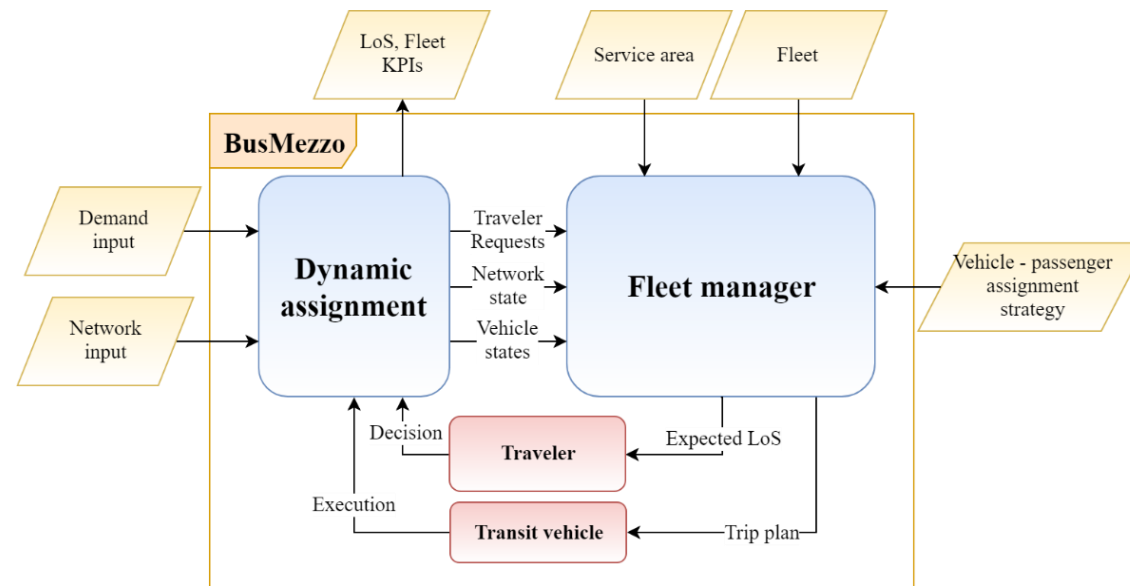 LoS, Fleet
KPIs
Service area
Fleet
BusMezzo
Demand
input
Network
input
Dynamic
assignment
Traveler
Requests
Network
state
Vehicle
states
Fleet manager
Vehicle - passenger
assignment
strategy
Decision
Traveler
Expected LoS
Execution
Transit vehicle
Trip plan